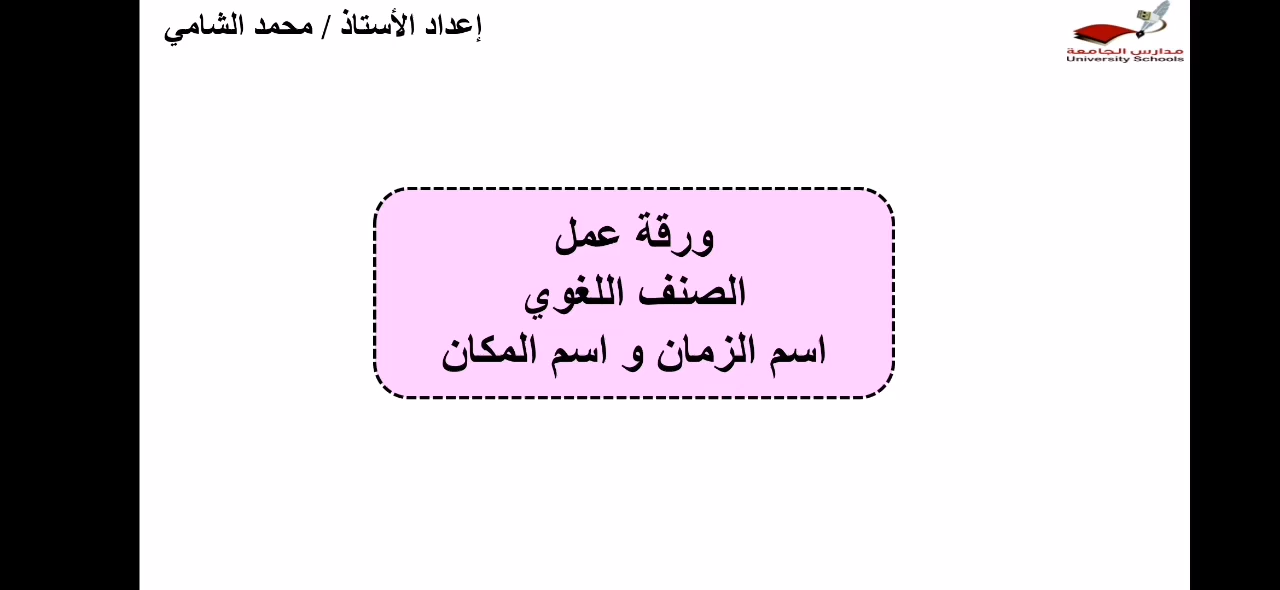 إعداد الأستاذ / محمد الشامي
مدارس الجامعة
University Schools
ورقة عمل
الصنف اللغوي
اسم الزمان و اسم المكان